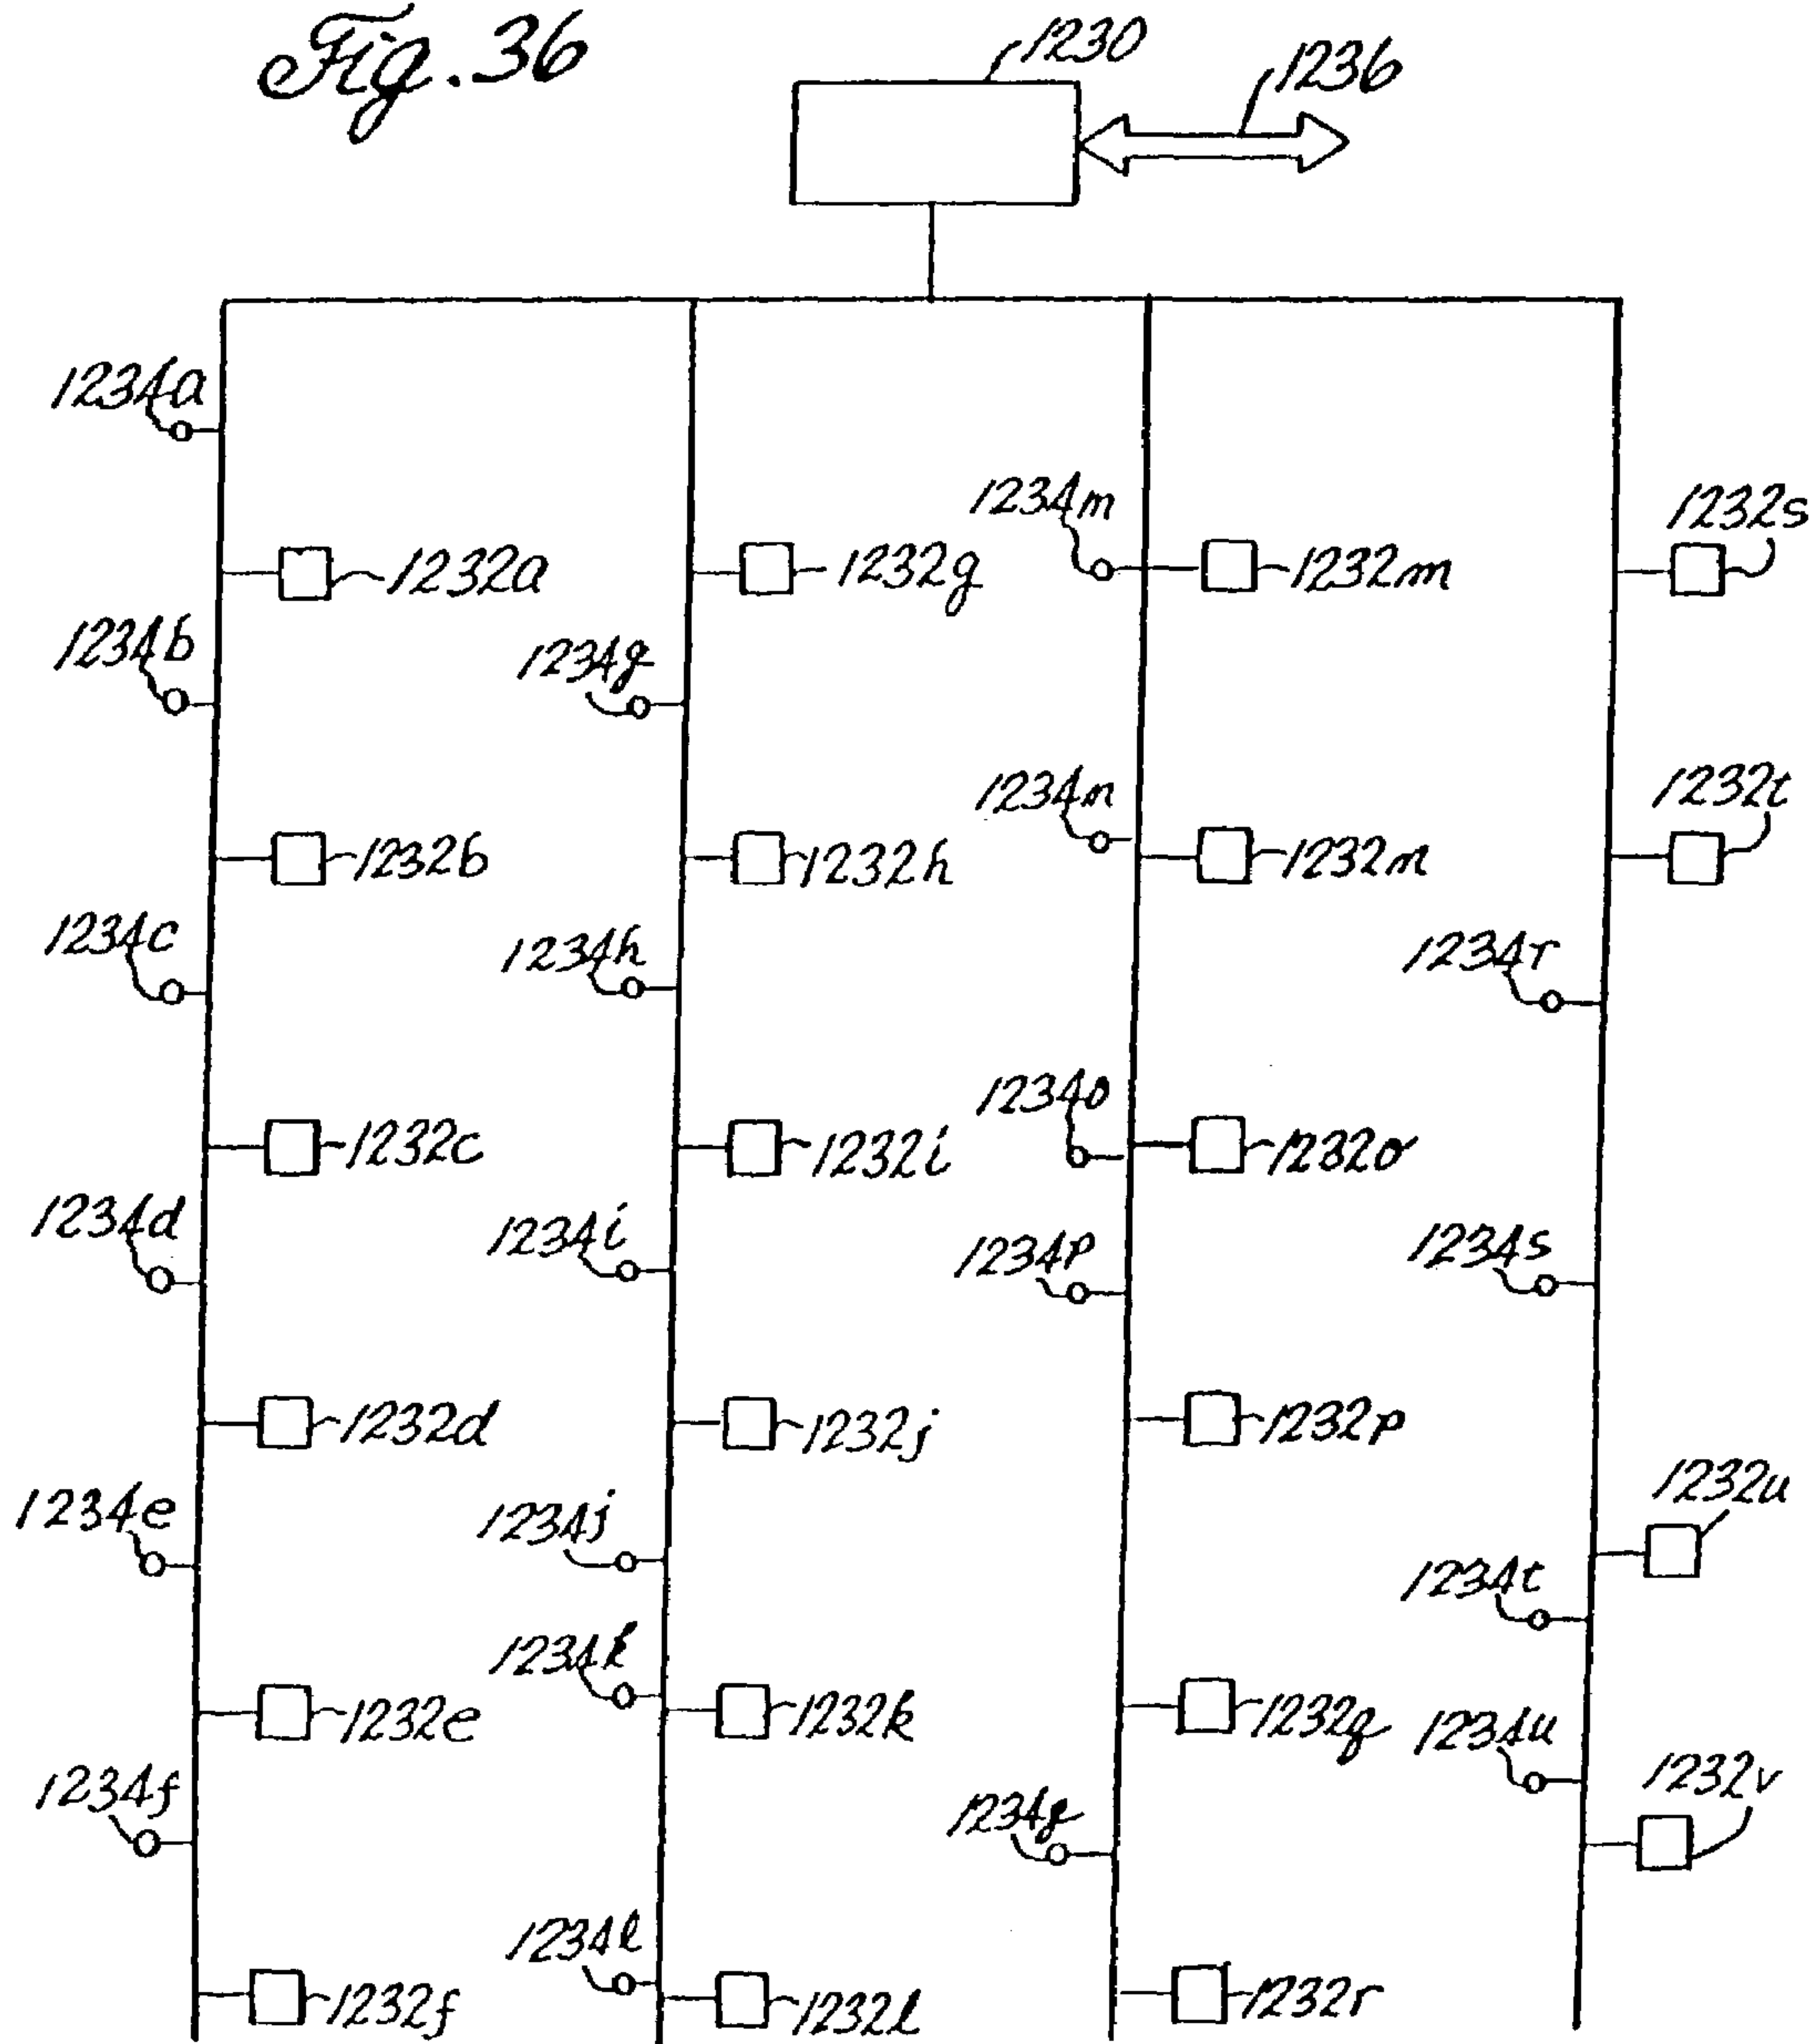 Fig. 36
1230
1236
1234a
1234m
1232s
1232a
1232g
1232m
1234b
1234g
1234n
1232t
1232b
1232h
1232n
1234c
1234h
1234r
1234o
1232c
1232i
1232o
1234d
1234i
1234p
1234s
1232d
1232j
1232p
1232u
1234e
1234j
1234t
1234k
1232e
1232k
1232q
1234u
1234f
1232v
1234q
1234l
1232f
1232l
1232r